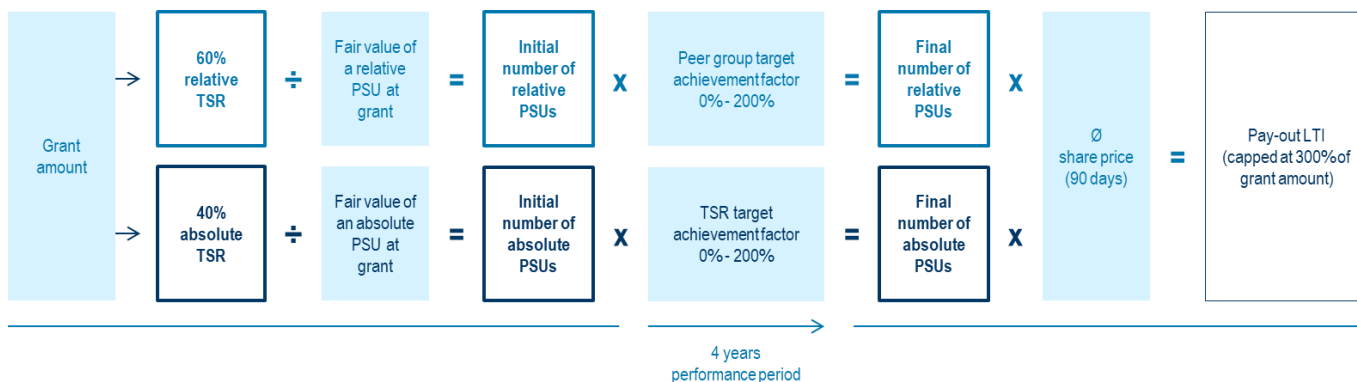 Grant
amount
60%
relative
TSR
÷
Fair value of
a relative
PSU at
grant
=
Initial
number of
relative
PSUs
x
Peer group target
achievement factor
0% - 200%
=
Final
number of
relative
PSUs
x
40%
absolute
TSR
÷
Fair value of
an absolute
PSU at
grant
=
Initial
number of
absolute
PSUs
x
TSR target
achievement factor
0% - 200%
=
Final
number of
absolute
PSUs
x
Ø
share price
(90 days)
=
Pay-out LTI
(capped at 300% of
grant amount)
4 years
performance period